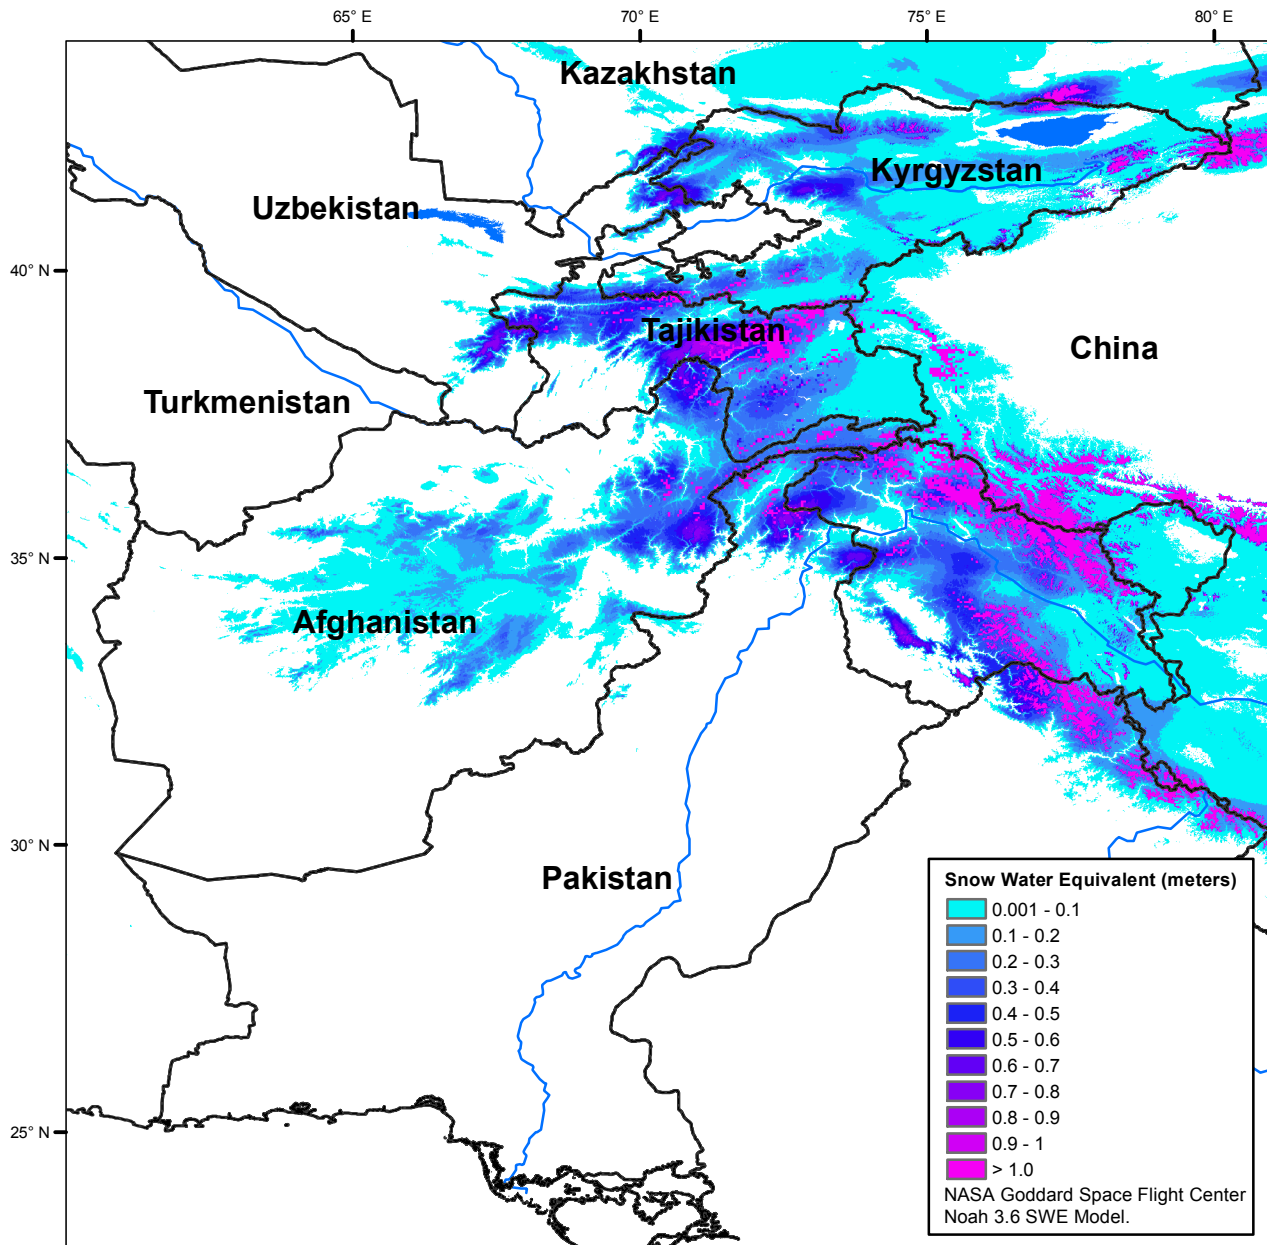 65° E
70° E
75° E
80° E
Kazakhstan
Kyrgyzstan
Uzbekistan
40° N
Tajikistan
China
Turkmenistan
35° N
Afghanistan
30° N
Pakistan
25° N
Snow Water Equivalent (meters)
0.001 - 0.1
0.1 - 0.2
0.2 - 0.3
0.3 - 0.4
0.4 - 0.5
0.5 - 0.6
0.6 - 0.7
0.7 - 0.8
0.8 - 0.9
0.9 - 1
> 1.0
NASA Goddard Space Flight Center
Noah 3.6 SWE Model.